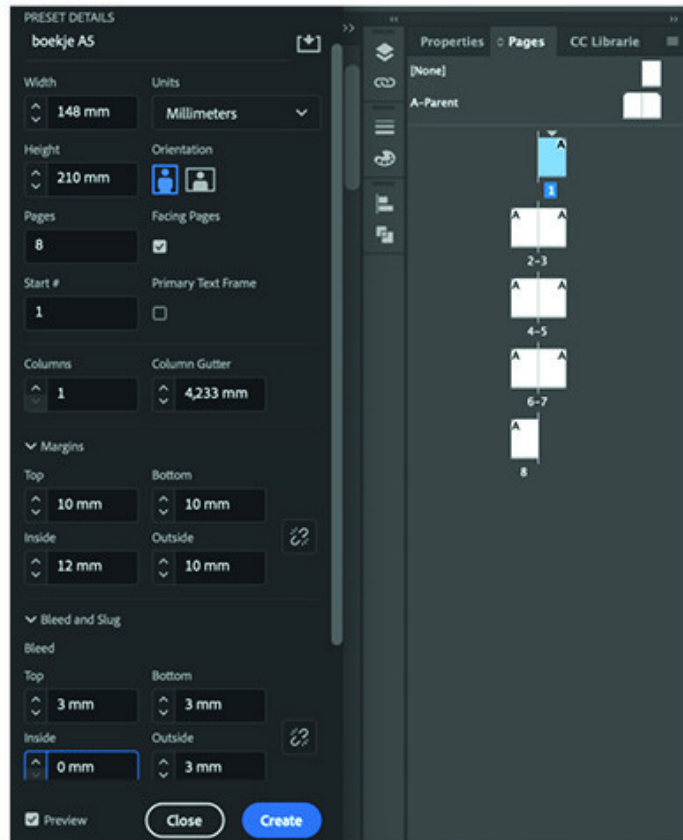 PRESET DETAILS
boekje A5
Width
Units
148 mm
Millimeters
Height
Orientation
210 mm
Pages
Facing Pages
8
Start #
Primary Text Frame
1
Columns
Column Gutter
1
4,233 mm
Margins
Top
Bottom
10 mm
10 mm
Inside
Outside
12 mm
10 mm
Bleed and Slug
Bleed
Top
Bottom
3 mm
3 mm
Inside
Outside
0 mm
3 mm
Preview
Close
Create
Properties
Pages
CC Librarie
[None]
A-Parent
A
1
A A
2-3
A A
4-5
A A
6-7
A
8